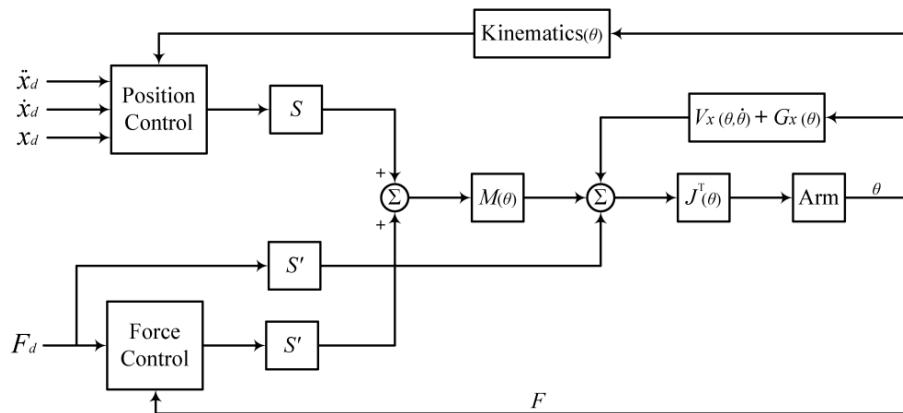 Kinematics(θ)
ẍd
ẋd
xd
Position
Control
S
Vx (θ,θ̇) + Gx (θ)
+
Σ
+
M(θ)
Σ
Jᵀ(θ)
Arm
θ
S′
Fd
Force
Control
S′
F